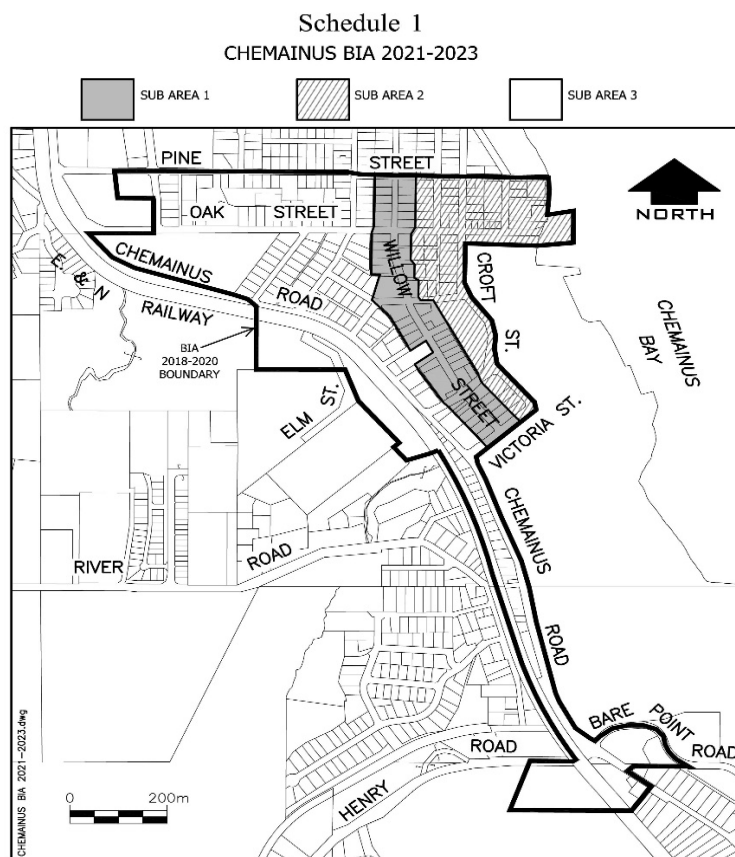 Schedule 1
CHEMAINUS BIA 2021-2023
SUB AREA 1
SUB AREA 2
SUB AREA 3
PINE STREET
OAK STREET
NORTH
CHEMAINUS ROAD
E. & N RAILWAY
WILLOW STREET
CROFT ST.
CHEMAINUS BAY
BIA
2018-2020
BOUNDARY
ELM ST.
VICTORIA ST.
CHEMAINUS ROAD
RIVER ROAD
BARE POINT ROAD
HENRY ROAD
0 200m
CHEMAINUS BIA 2021-2023.dwg